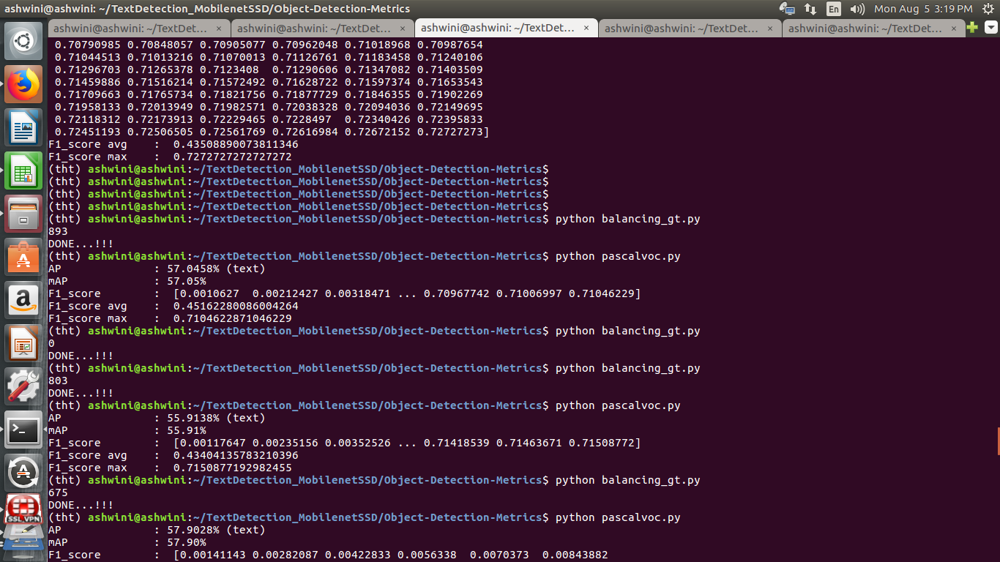 ashwini@ashwini: ~/TextDetection_MobilenetSSD/Object-Detection-Metrics
En
Mon Aug 5 3:19 PM
ashwini@ashwini: ~/TextDet... ×
ashwini@ashwini: ~/TextDet... ×
ashwini@ashwini: ~/TextDet... ×
ashwini@ashwini: ~/TextDet... ×
ashwini@ashwini: ~/TextDet... ×
0.70790985 0.70848057 0.70905077 0.70962048 0.71018968 0.70987654
0.71044513 0.71013216 0.71070013 0.71126761 0.71183458 0.71240106
0.71296703 0.71265378 0.7123408  0.71290606 0.71347082 0.71403509
0.71459886 0.71516214 0.71572492 0.71628722 0.71597374 0.71653543
0.71709663 0.71765734 0.71821756 0.71877729 0.71846355 0.71902269
0.71958133 0.72013949 0.71982571 0.72038328 0.72094036 0.72149695
0.72118312 0.72173913 0.72229465 0.7228497  0.72340426 0.72395833
0.72451193 0.72506505 0.72561769 0.72616984 0.72672152 0.72727273]
F1_score avg    :  0.43508890073811346
F1_score max    :  0.7272727272727272
(tht) ashwini@ashwini:~/TextDetection_MobilenetSSD/Object-Detection-Metrics$
(tht) ashwini@ashwini:~/TextDetection_MobilenetSSD/Object-Detection-Metrics$
(tht) ashwini@ashwini:~/TextDetection_MobilenetSSD/Object-Detection-Metrics$
(tht) ashwini@ashwini:~/TextDetection_MobilenetSSD/Object-Detection-Metrics$
(tht) ashwini@ashwini:~/TextDetection_MobilenetSSD/Object-Detection-Metrics$ python balancing_gt.py
893
DONE...!!!
(tht) ashwini@ashwini:~/TextDetection_MobilenetSSD/Object-Detection-Metrics$ python pascalvoc.py
AP              : 57.0458% (text)
mAP             : 57.05%
F1_score        :  [0.0010627  0.00212427 0.00318471 ... 0.70967742 0.71006997 0.71046229]
F1_score avg    :  0.45162280086004264
F1_score max    :  0.7104622871046229
(tht) ashwini@ashwini:~/TextDetection_MobilenetSSD/Object-Detection-Metrics$ python balancing_gt.py
0
DONE...!!!
(tht) ashwini@ashwini:~/TextDetection_MobilenetSSD/Object-Detection-Metrics$ python balancing_gt.py
803
DONE...!!!
(tht) ashwini@ashwini:~/TextDetection_MobilenetSSD/Object-Detection-Metrics$ python pascalvoc.py
AP              : 55.9138% (text)
mAP             : 55.91%
F1_score        :  [0.00117647 0.00235156 0.00352526 ... 0.71418539 0.71463671 0.71508772]
F1_score avg    :  0.43404135783210396
F1_score max    :  0.7150877192982455
(tht) ashwini@ashwini:~/TextDetection_MobilenetSSD/Object-Detection-Metrics$ python balancing_gt.py
675
DONE...!!!
(tht) ashwini@ashwini:~/TextDetection_MobilenetSSD/Object-Detection-Metrics$ python pascalvoc.py
AP              : 57.9028% (text)
mAP             : 57.90%
F1_score        :  [0.00141143 0.00282087 0.00422833 0.0056338  0.0070373  0.00843882
SSL VPN